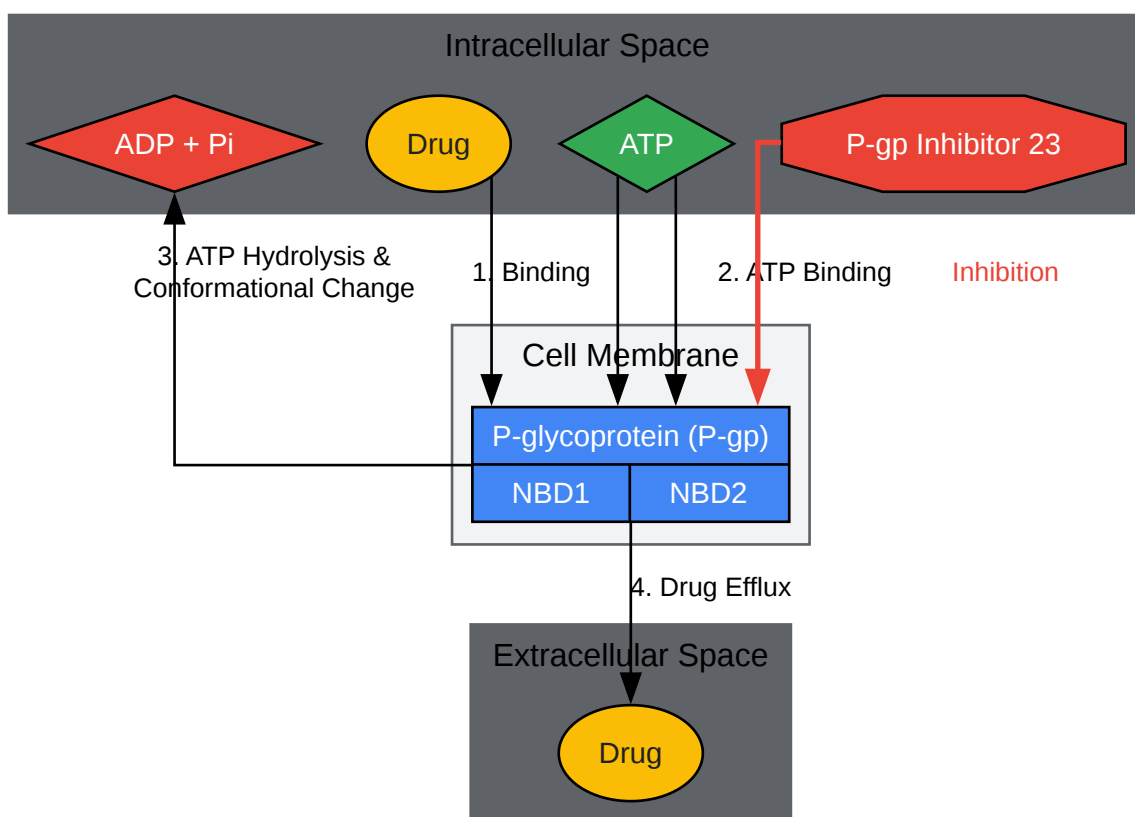 Intracellular Space
ADP + Pi
Drug
ATP
P-gp Inhibitor 23
3. ATP Hydrolysis &
Conformational Change
1. Binding
2. ATP Binding
Inhibition
Cell Membrane
P-glycoprotein (P-gp)
NBD1
NBD2
4. Drug Efflux
Extracellular Space
Drug